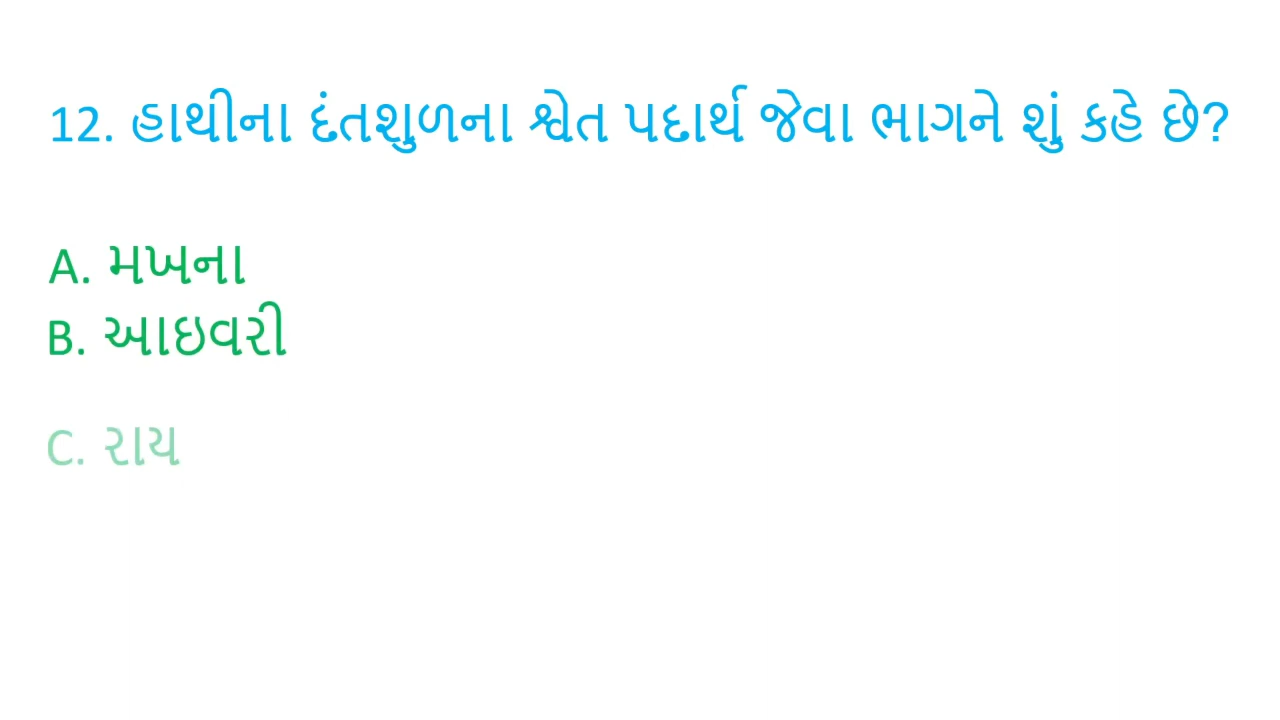 12. હાથીના દંતશુળના શ્વેત પદાર્થ જેવા ભાગને શું કહે છે?
A. મખના
B. આઇવરી
C. રાય